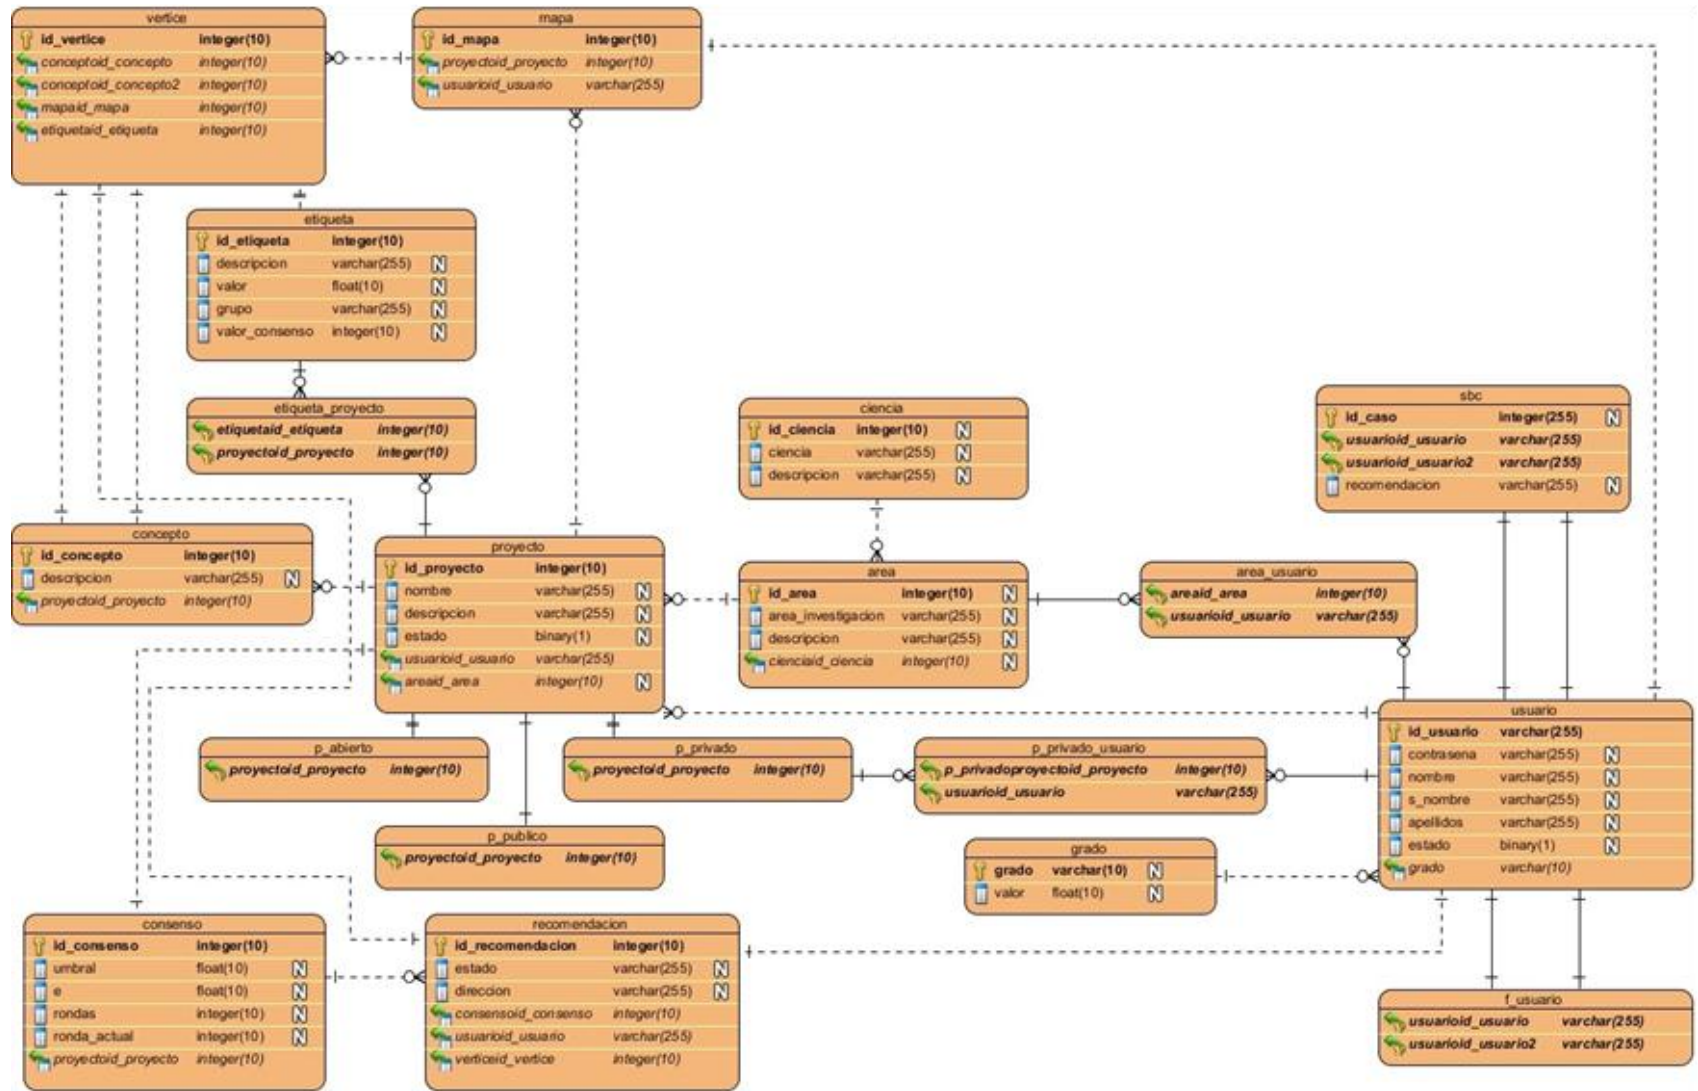 vertice
id_vertice integer(10)
conceptoid_concepto integer(10)
conceptoid_concepto2 integer(10)
mapaid_mapa integer(10)
etiquetaid_etiqueta integer(10)
mapa
id_mapa integer(10)
proyectoid_proyecto integer(10)
usuarioid_usuario varchar(255)
etiqueta
id_etiqueta integer(10)
descripcion varchar(255) N
valor float(10) N
grupo varchar(255) N
valor_consenso integer(10) N
etiqueta_proyecto
etiquetaid_etiqueta integer(10)
proyectoid_proyecto integer(10)
ciencia
id_ciencia integer(10) N
ciencia varchar(255) N
descripcion varchar(255) N
sbc
id_caso integer(255) N
usuarioid_usuario varchar(255)
usuarioid_usuario2 varchar(255)
recomendacion varchar(255) N
concepto
id_concepto integer(10)
descripcion varchar(255) N
proyectoid_proyecto integer(10)
proyecto
id_proyecto integer(10)
nombre varchar(255) N
descripcion varchar(255) N
estado binary(1) N
usuarioid_usuario varchar(255)
areaid_area integer(10) N
area
id_area integer(10) N
area_investigacion varchar(255) N
descripcion varchar(255) N
cienciaid_ciencia integer(10) N
area_usuario
areaid_area integer(10)
usuarioid_usuario varchar(255)
usuario
id_usuario varchar(255)
contrasena varchar(255) N
nombre varchar(255) N
s_nombre varchar(255) N
apellidos varchar(255) N
estado binary(1) N
grado varchar(10)
p_abierto
proyectoid_proyecto integer(10)
p_privado
proyectoid_proyecto integer(10)
p_privado_usuario
p_privadoproyectoid_proyecto integer(10)
usuarioid_usuario varchar(255)
p_publico
proyectoid_proyecto integer(10)
grado
grado varchar(10) N
valor float(10) N
consenso
id_consenso integer(10)
umbral float(10) N
e float(10) N
rondas integer(10) N
ronda_actual integer(10) N
proyectoid_proyecto integer(10)
recomendacion
id_recomendacion integer(10)
estado varchar(255) N
direccion varchar(255) N
consensoid_consenso integer(10)
usuarioid_usuario varchar(255)
verticeid_vertice integer(10)
f_usuario
usuarioid_usuario varchar(255)
usuarioid_usuario2 varchar(255)